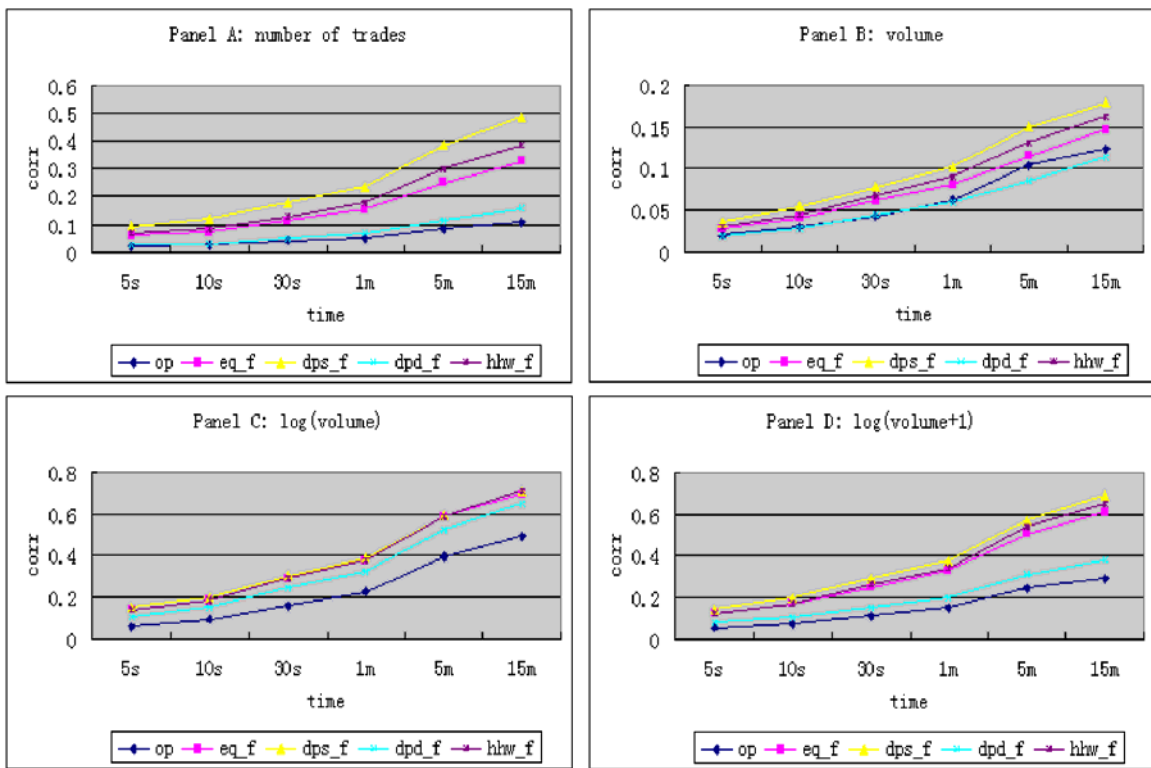 Panel A: number of trades
0.6
0.5
0.4
0.3
0.2
0.1
0
corr
5s 10s 30s 1m 5m 15m
time
op eq_f dps_f dpd_f hhw_f
Panel B: volume
0.2
0.15
0.1
0.05
0
corr
5s 10s 30s 1m 5m 15m
time
op eq_f dps_f dpd_f hhw_f
Panel C: log(volume)
0.8
0.6
0.4
0.2
0
corr
5s 10s 30s 1m 5m 15m
time
op eq_f dps_f dpd_f hhw_f
Panel D: log(volume+1)
0.8
0.6
0.4
0.2
0
corr
5s 10s 30s 1m 5m 15m
time
op eq_f dps_f dpd_f hhw_f